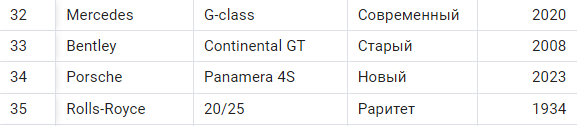 32 Mercedes G-class Современный 2020
33 Bentley Continental GT Старый 2008
34 Porsche Panamera 4S Новый 2023
35 Rolls-Royce 20/25 Раритет 1934